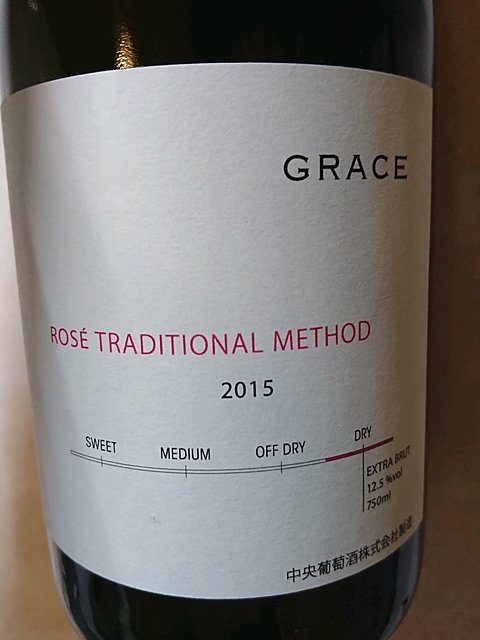 GRACE
ROSÉ TRADITIONAL METHOD
2015
SWEET MEDIUM OFF DRY DRY
EXTRA BRUT
12.5 %vol
750ml
中央葡萄酒株式会社製造